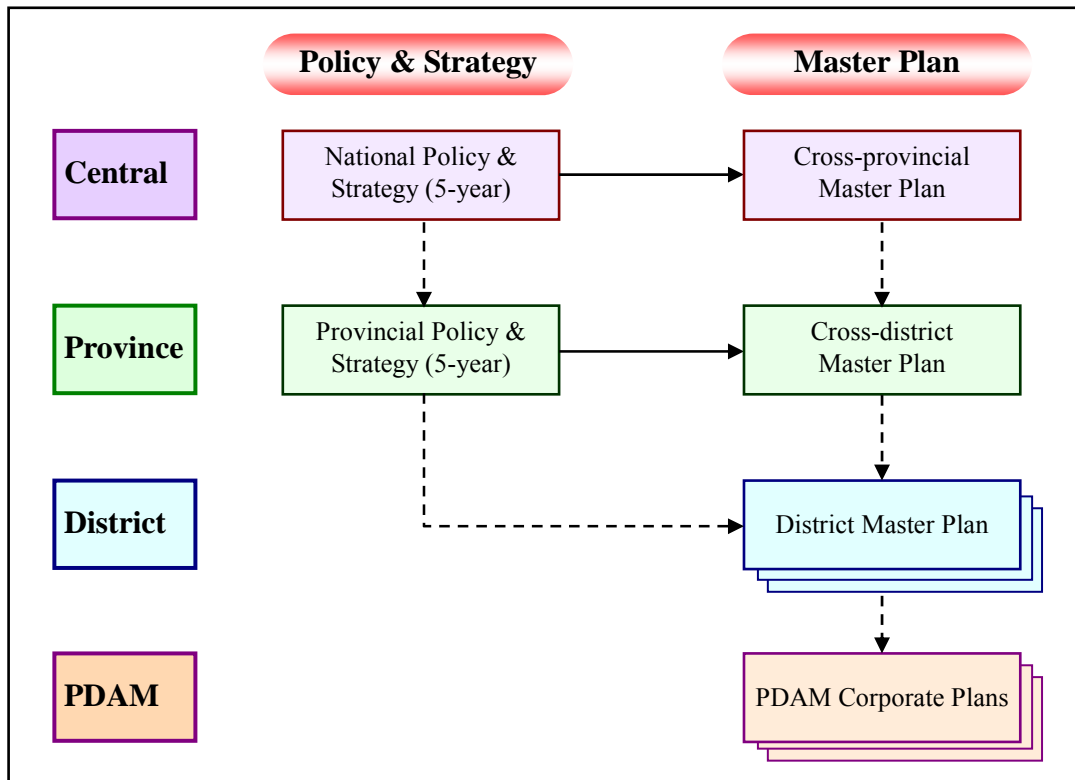 Policy & Strategy
Master Plan
Central
National Policy &
Strategy (5-year)
Cross-provincial
Master Plan
Province
Provincial Policy &
Strategy (5-year)
Cross-district
Master Plan
District
District Master Plan
PDAM
PDAM Corporate Plans